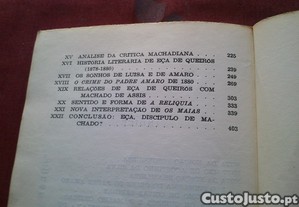 XV ANÁLISE DA CRÍTICA MACHADIANA . . . . 225
XVI HISTÓRIA LITERÁRIA DE EÇA DE QUEIRÓS
(1878-1880) . . . . . . . . . . . . 239
XVII OS SONHOS DE LUÍSA E DE AMARO . . . 249
XVIII O CRIME DO PADRE AMARO DE 1880 . . . 269
XIX RELAÇÕES DE EÇA DE QUEIRÓS COM
MACHADO DE ASSIS . . . . . . . . . 303
XX SENTIDO E FORMA DE A RELÍQUIA . . . . 333
XXI NOVA INTERPRETAÇÃO DE OS MAIAS . . . 339
XXII CONCLUSÃO: EÇA, DISCÍPULO DE MA-
CHADO? . . . . . . . . . . . . . . 403
CustoJusto.pt